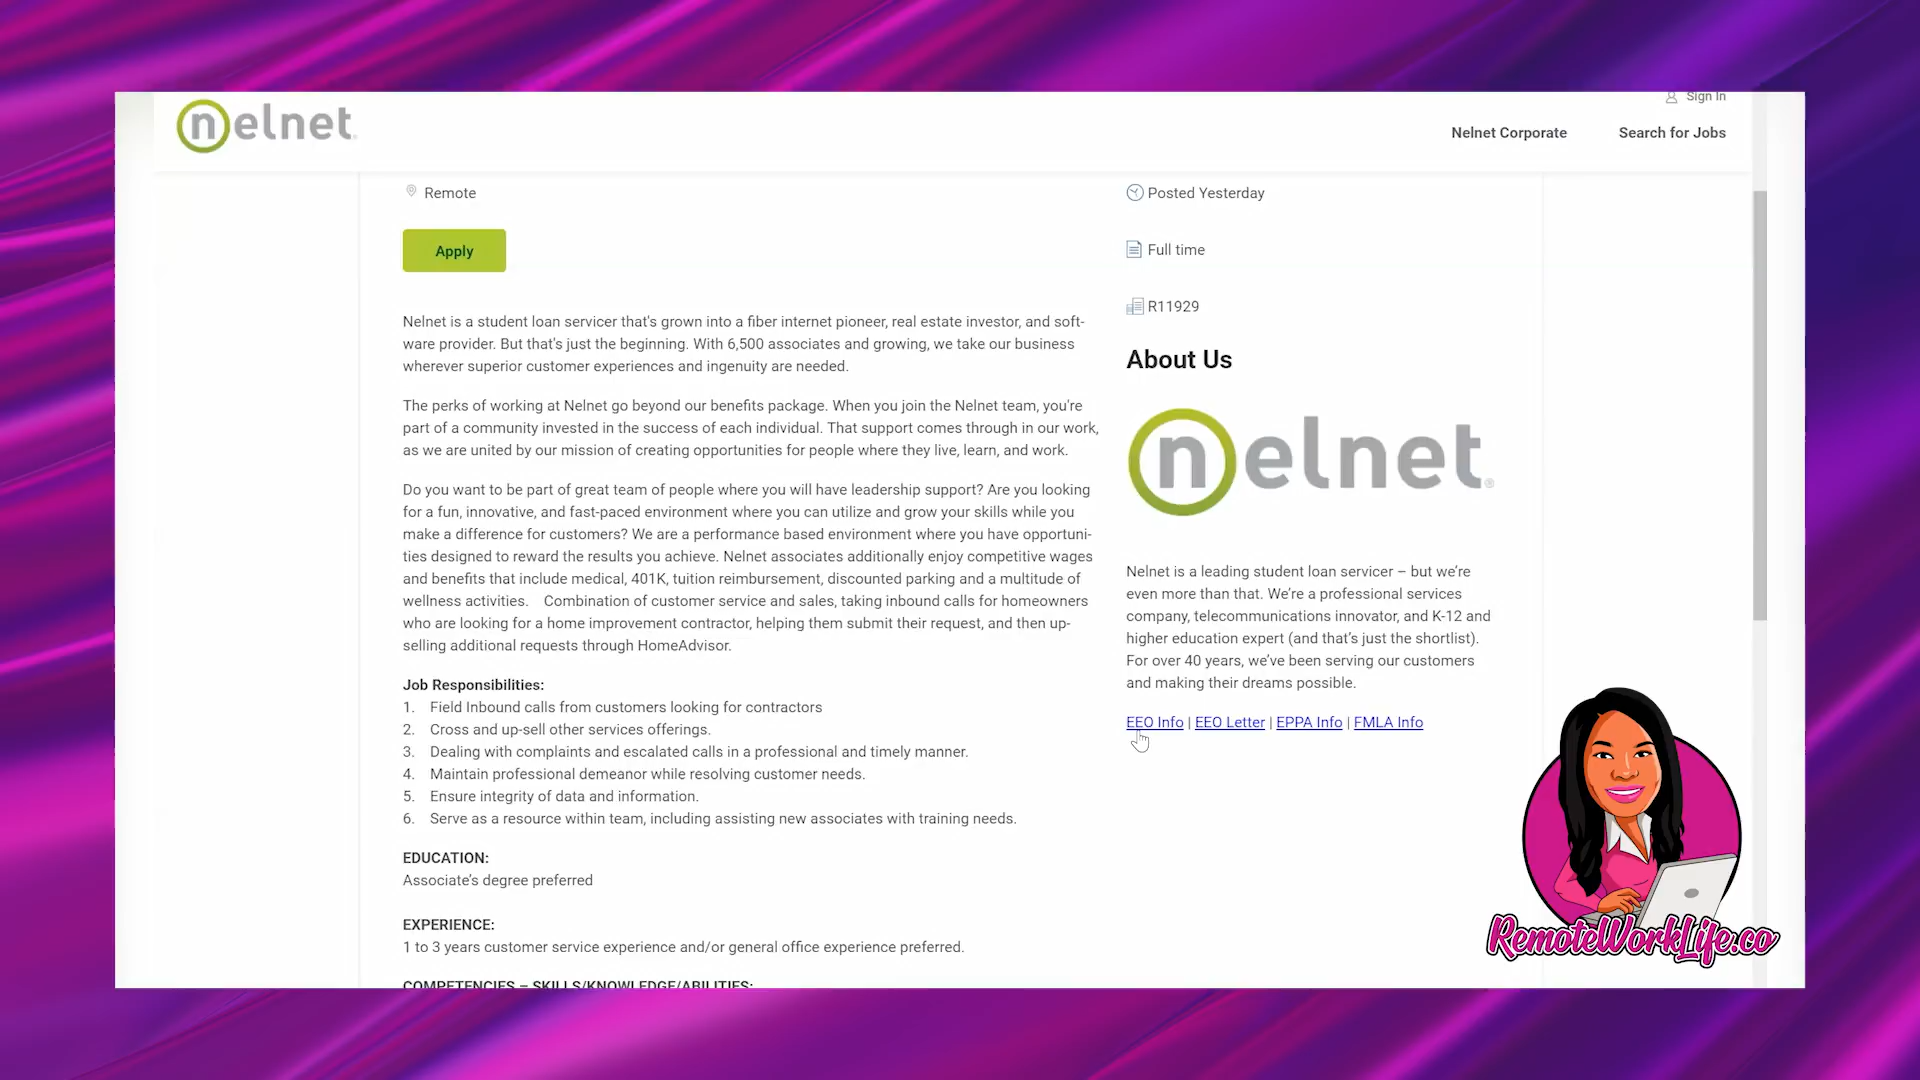 nelnet
Sign In
Nelnet Corporate
Search for Jobs
Remote
Apply
Nelnet is a student loan servicer that's grown into a fiber internet pioneer, real estate investor, and soft-
ware provider. But that's just the beginning. With 6,500 associates and growing, we take our business
wherever superior customer experiences and ingenuity are needed.
The perks of working at Nelnet go beyond our benefits package. When you join the Nelnet team, you're
part of a community invested in the success of each individual. That support comes through in our work,
as we are united by our mission of creating opportunities for people where they live, learn, and work.
Do you want to be part of great team of people where you will have leadership support? Are you looking
for a fun, innovative, and fast-paced environment where you can utilize and grow your skills while you
make a difference for customers? We are a performance based environment where you have opportuni-
ties designed to reward the results you achieve. Nelnet associates additionally enjoy competitive wages
and benefits that include medical, 401K, tuition reimbursement, discounted parking and a multitude of
wellness activities. Combination of customer service and sales, taking inbound calls for homeowners
who are looking for a home improvement contractor, helping them submit their request, and then up-
selling additional requests through HomeAdvisor.
Job Responsibilities:
1. Field Inbound calls from customers looking for contractors
2. Cross and up-sell other services offerings.
3. Dealing with complaints and escalated calls in a professional and timely manner.
4. Maintain professional demeanor while resolving customer needs.
5. Ensure integrity of data and information.
6. Serve as a resource within team, including assisting new associates with training needs.
EDUCATION:
Associate's degree preferred
EXPERIENCE:
1 to 3 years customer service experience and/or general office experience preferred.
COMPETENCIES – SKILLS/KNOWLEDGE/ABILITIES:
Posted Yesterday
Full time
R11929
About Us
nelnet®
Nelnet is a leading student loan servicer – but we're
even more than that. We're a professional services
company, telecommunications innovator, and K-12 and
higher education expert (and that's just the shortlist).
For over 40 years, we've been serving our customers
and making their dreams possible.
EEO Info | EEO Letter | EPPA Info | FMLA Info
RemoteWorkLife.co